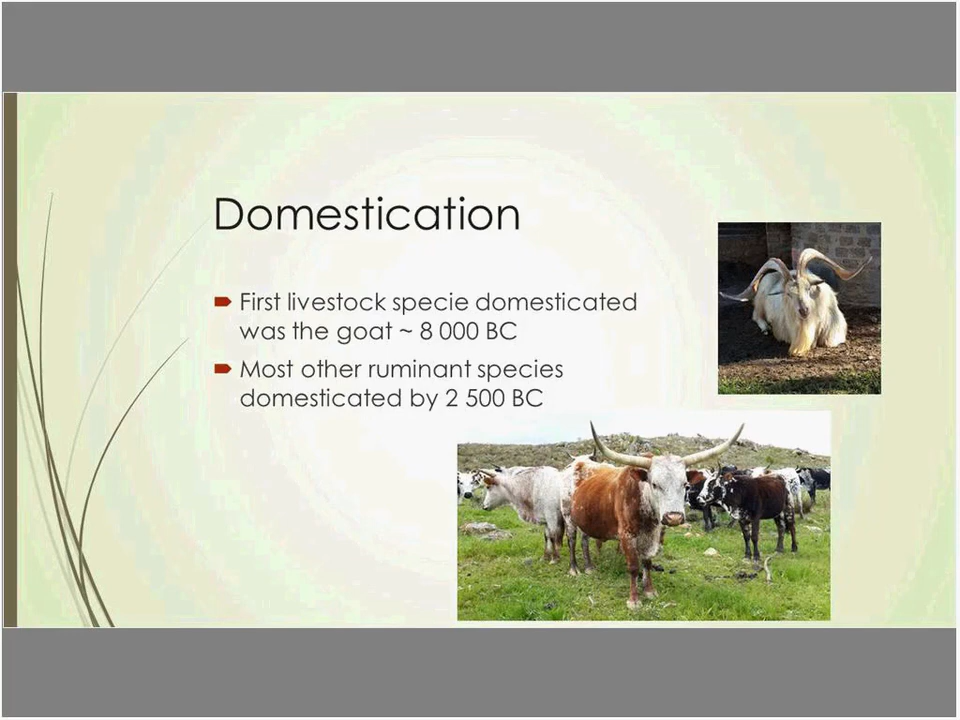 Domestication
First livestock specie domesticated
was the goat ~ 8 000 BC
Most other ruminant species
domesticated by 2 500 BC